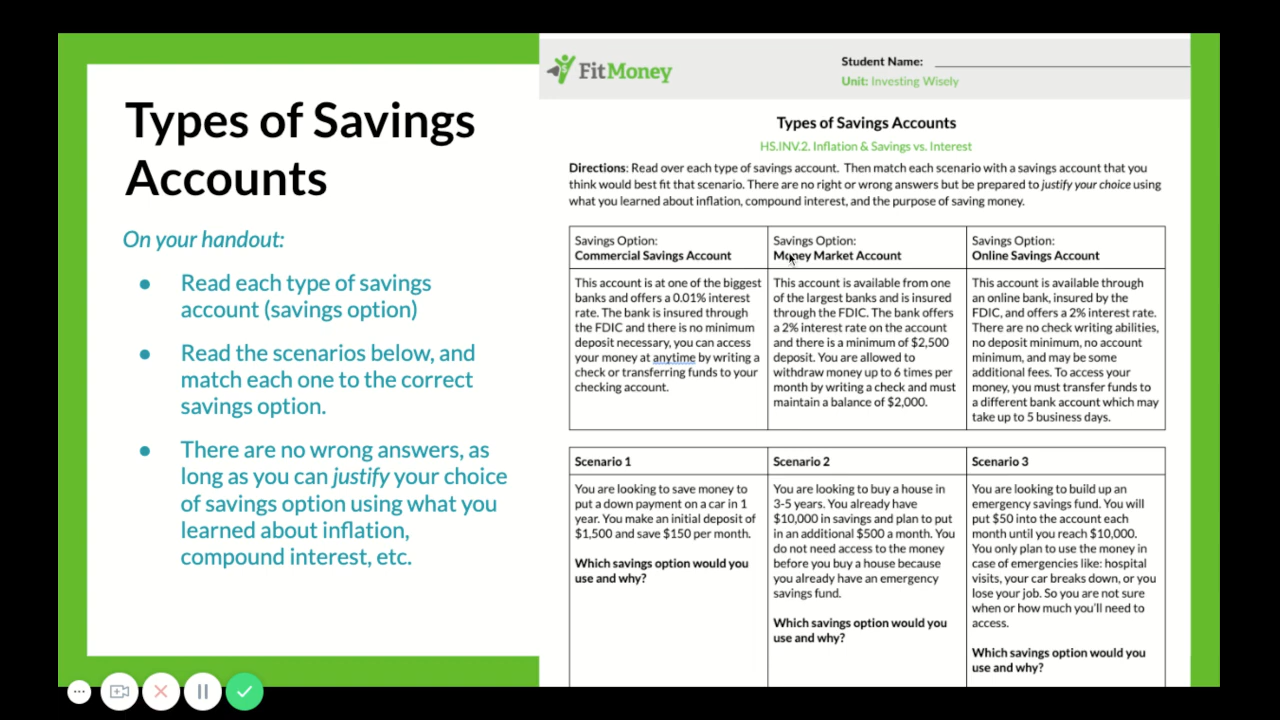 Types of Savings
Accounts
On your handout:
● Read each type of savings
account (savings option)
● Read the scenarios below, and
match each one to the correct
savings option.
● There are no wrong answers, as
long as you can justify your choice
of savings option using what you
learned about inflation,
compound interest, etc.
FitMoney
Student Name:
Unit: Investing Wisely
Types of Savings Accounts
HS.INV.2. Inflation & Savings vs. Interest
Directions: Read over each type of savings account. Then match each scenario with a savings account that you
think would best fit that scenario. There are no right or wrong answers but be prepared to justify your choice using
what you learned about inflation, compound interest, and the purpose of saving money.
Savings Option:
Commercial Savings Account
This account is at one of the biggest
banks and offers a 0.01% interest
rate. The bank is insured through
the FDIC and there is no minimum
deposit necessary, you can access
your money at anytime by writing a
check or transferring funds to your
checking account.
Savings Option:
Money Market Account
This account is available from one
of the largest banks and is insured
through the FDIC. The bank offers
a 2% interest rate on the account
and there is a minimum of $2,500
deposit. You are allowed to
withdraw money up to 6 times per
month by writing a check and must
maintain a balance of $2,000.
Savings Option:
Online Savings Account
This account is available through
an online bank, insured by the
FDIC, and offers a 2% interest rate.
There are no check writing abilities,
no deposit minimum, no account
minimum, and may be some
additional fees. To access your
money, you must transfer funds to
a different bank account which may
take up to 5 business days.
Scenario 1
You are looking to save money to
put a down payment on a car in 1
year. You make an initial deposit of
$1,500 and save $150 per month.
Which savings option would you
use and why?
Scenario 2
You are looking to buy a house in
3-5 years. You already have
$10,000 in savings and plan to put
in an additional $500 a month. You
do not need access to the money
before you buy a house because
you already have an emergency
savings fund.
Which savings option would you
use and why?
Scenario 3
You are looking to build up an
emergency savings fund. You will
put $50 into the account each
month until you reach $10,000.
You only plan to use the money in
case of emergencies like: hospital
visits, your car breaks down, or you
lose your job. So you are not sure
when or how much you'll need to
access.
Which savings option would you
use and why?